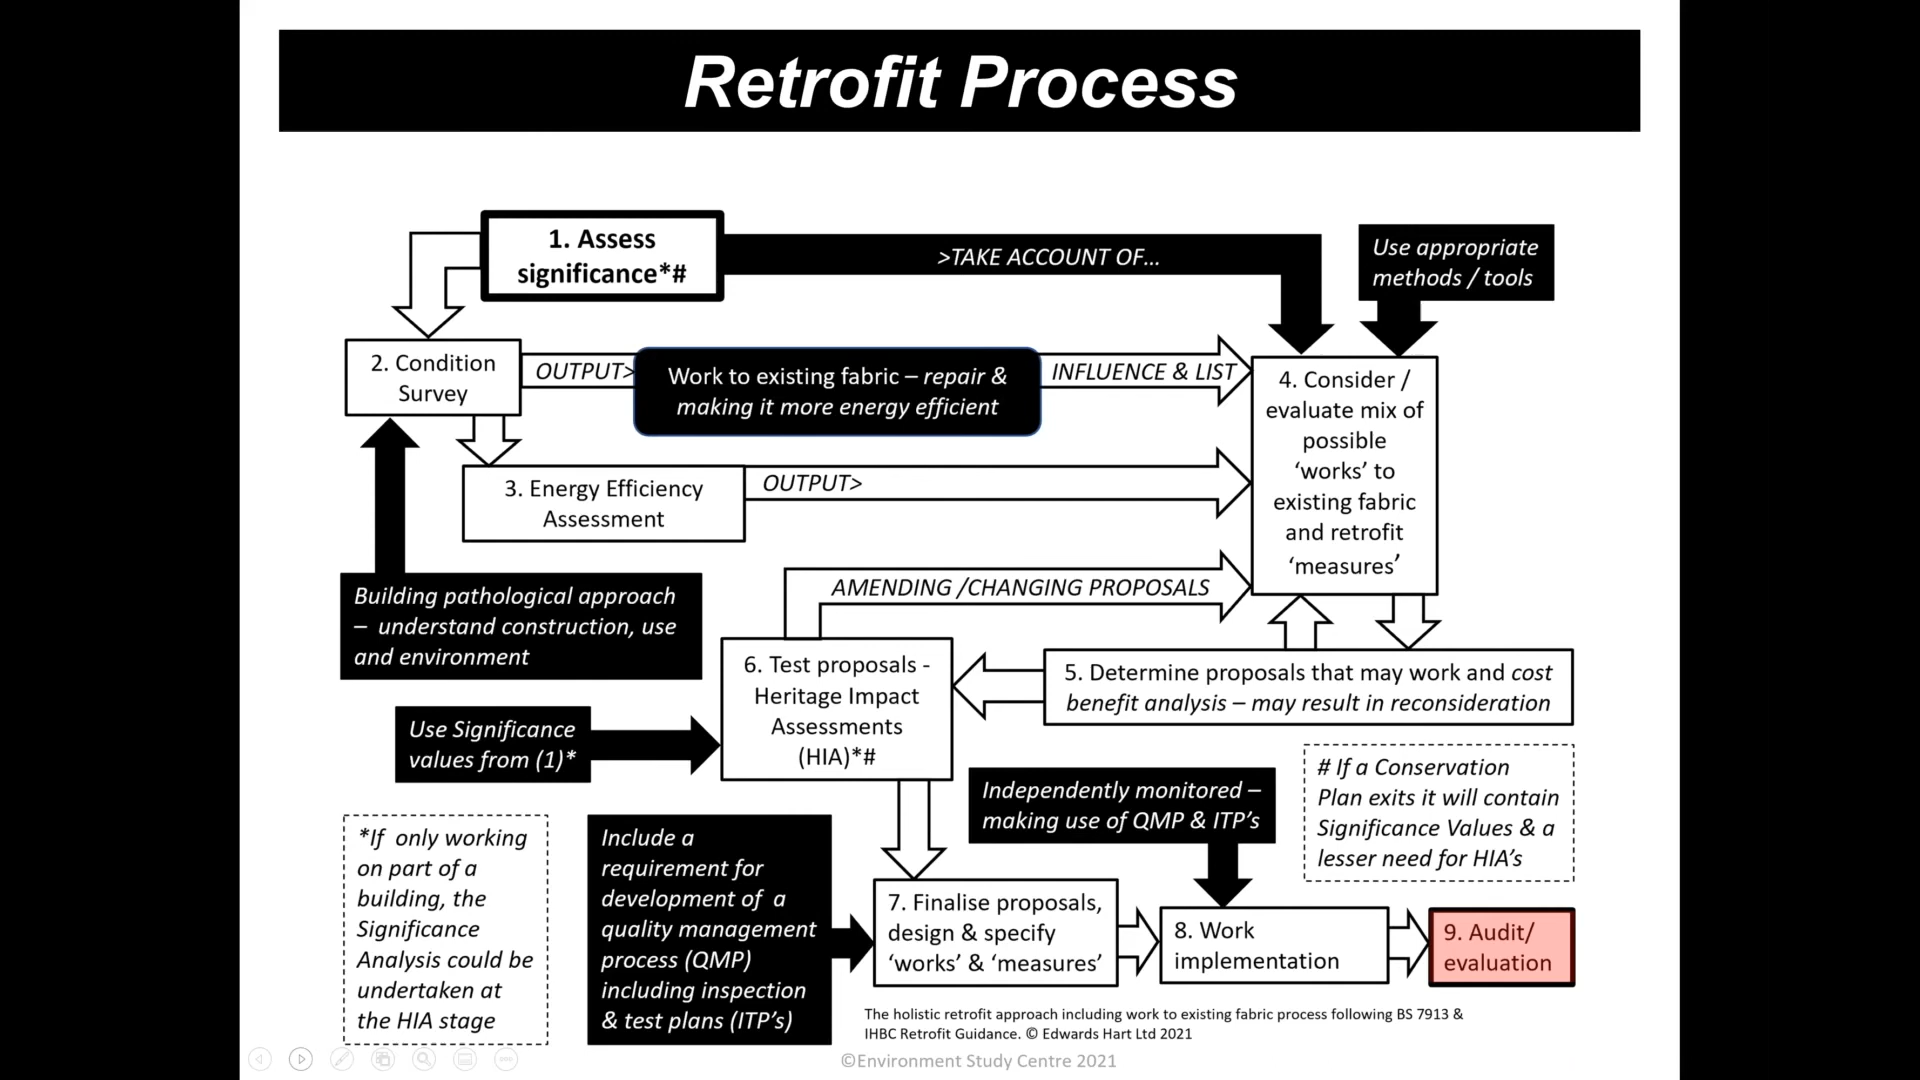 Retrofit Process
1. Assess
significance*#
>TAKE ACCOUNT OF...
Use appropriate
methods / tools
2. Condition
Survey
OUTPUT>
Work to existing fabric – repair &
making it more energy efficient
INFLUENCE & LIST
4. Consider /
evaluate mix of
possible
‘works’ to
existing fabric
and retrofit
‘measures’
3. Energy Efficiency
Assessment
OUTPUT>
Building pathological approach
– understand construction, use
and environment
AMENDING /CHANGING PROPOSALS
6. Test proposals -
Heritage Impact
Assessments
(HIA)*#
5. Determine proposals that may work and cost
benefit analysis – may result in reconsideration
Use Significance
values from (1)*
Independently monitored –
making use of QMP & ITP’s
# If a Conservation
Plan exits it will contain
Significance Values & a
lesser need for HIA’s
*If only working
on part of a
building, the
Significance
Analysis could be
undertaken at
the HIA stage
Include a
requirement for
development of a
quality management
process (QMP)
including inspection
& test plans (ITP’s)
7. Finalise proposals,
design & specify
‘works’ & ‘measures’
8. Work
implementation
9. Audit/
evaluation
The holistic retrofit approach including work to existing fabric process following BS 7913 &
IHBC Retrofit Guidance. © Edwards Hart Ltd 2021
©Environment Study Centre 2021